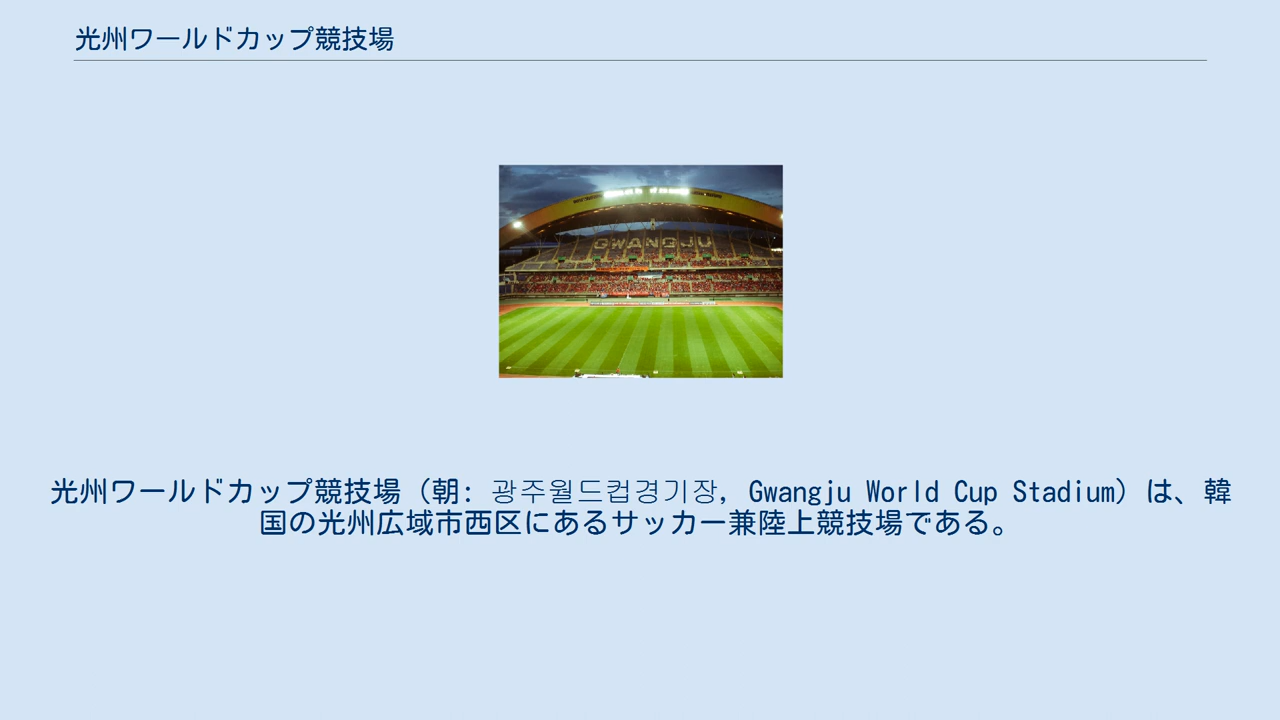 光州ワールドカップ競技場
GWANGJU
光州ワールドカップ競技場（朝: 광주월드컵경기장, Gwangju World Cup Stadium）は、韓
国の光州広域市西区にあるサッカー兼陸上競技場である。